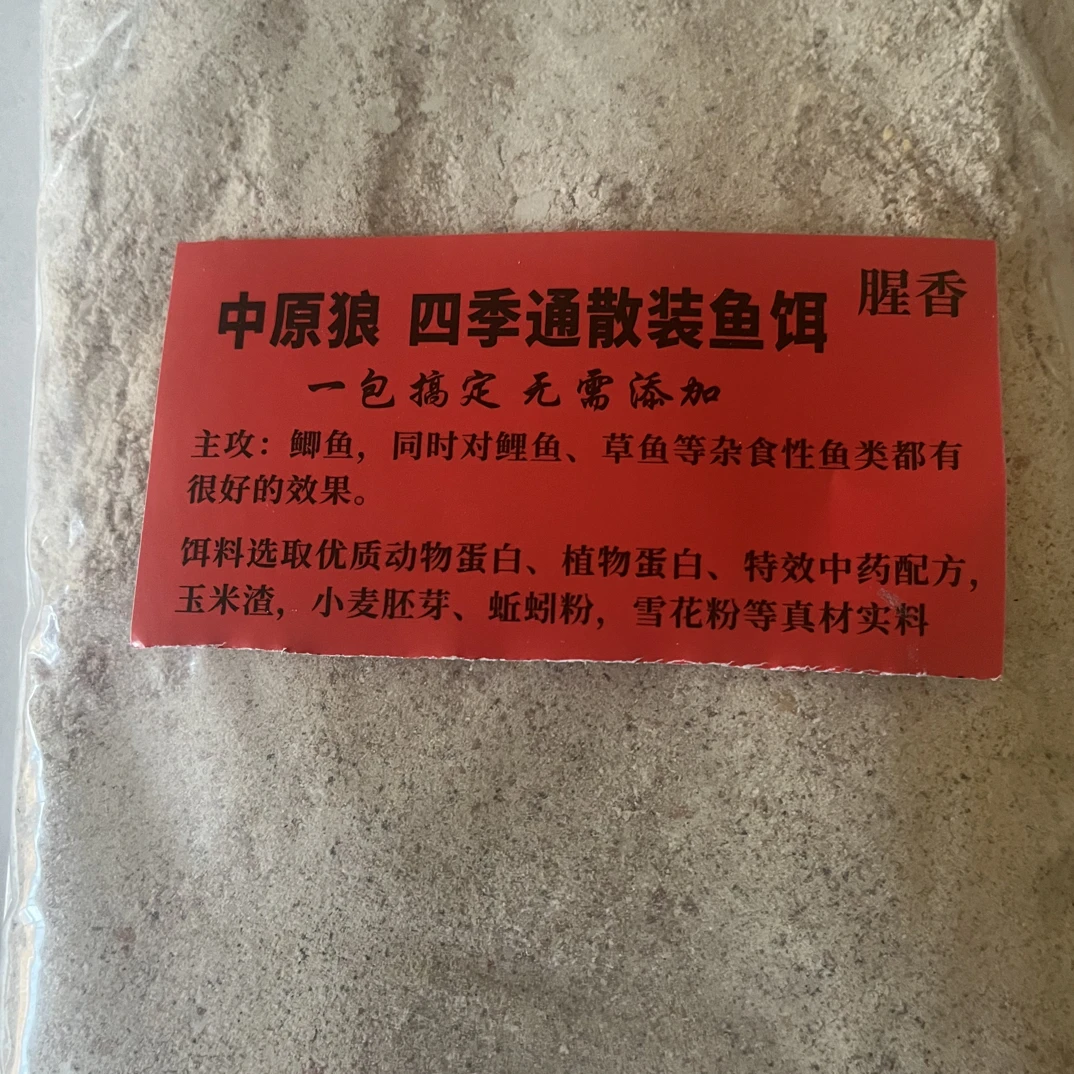 中原狼 四季通散装鱼饵 腥香
一包搞定 无需添加
主攻：鲫鱼，同时对鲤鱼、草鱼等杂食性鱼类都有
很好的效果。
饵料选取优质动物蛋白、植物蛋白、特效中药配方，
玉米渣，小麦胚芽、蚯蚓粉，雪花粉等真材实料